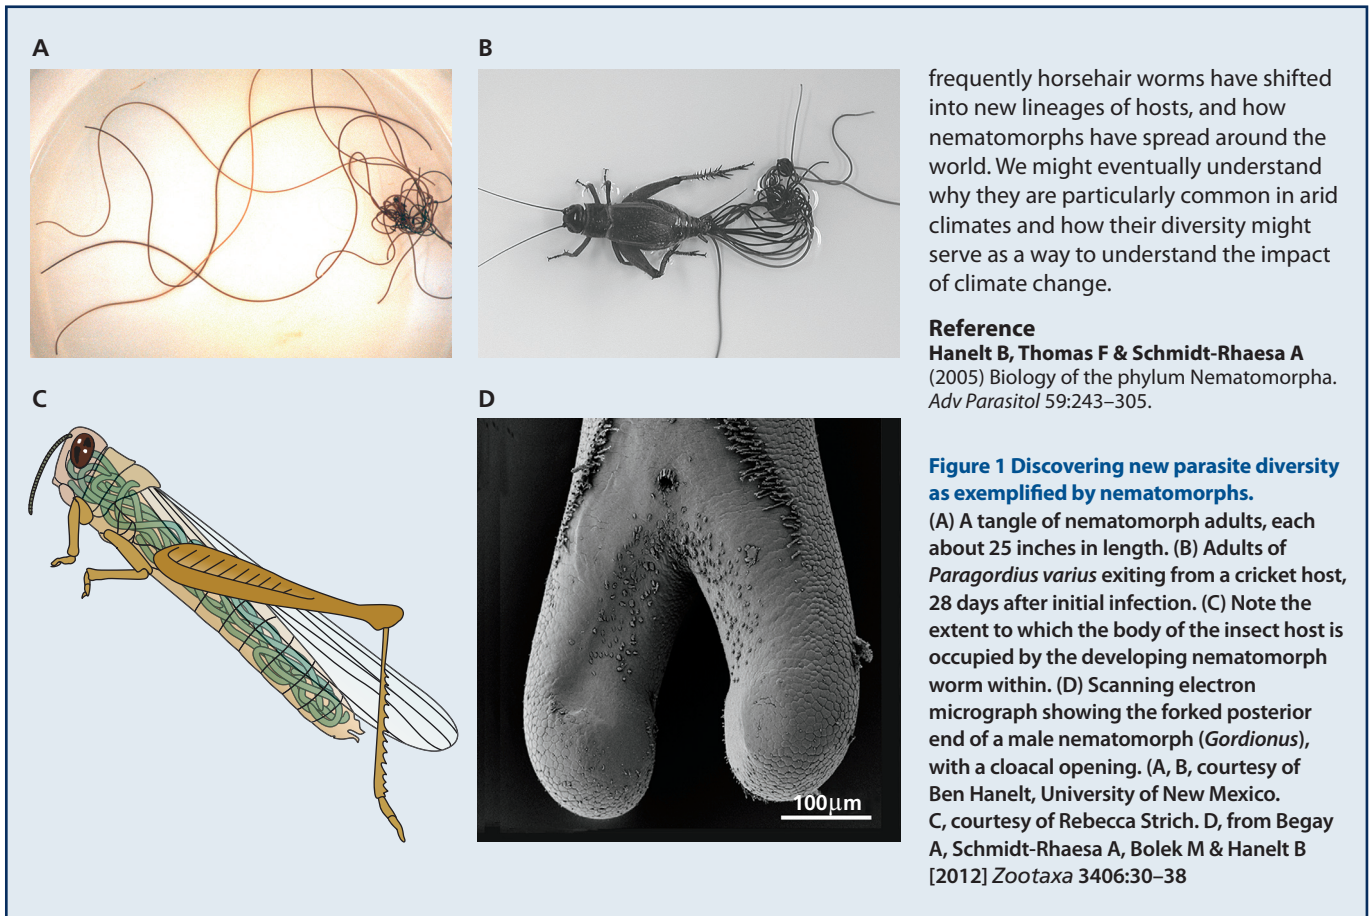 A
B
frequently horsehair worms have shifted
into new lineages of hosts, and how
nematomorphs have spread around the
world. We might eventually understand
why they are particularly common in arid
climates and how their diversity might
serve as a way to understand the impact
of climate change.
Reference
Hanelt B, Thomas F & Schmidt-Rhaesa A
(2005) Biology of the phylum Nematomorpha.
Adv Parasitol 59:243–305.
C
D
100μm
Figure 1 Discovering new parasite diversity
as exemplified by nematomorphs.
(A) A tangle of nematomorph adults, each
about 25 inches in length. (B) Adults of
Paragordius varius exiting from a cricket host,
28 days after initial infection. (C) Note the
extent to which the body of the insect host is
occupied by the developing nematomorph
worm within. (D) Scanning electron
micrograph showing the forked posterior
end of a male nematomorph (Gordionus),
with a cloacal opening. (A, B, courtesy of
Ben Hanelt, University of New Mexico.
C, courtesy of Rebecca Strich. D, from Begay
A, Schmidt-Rhaesa A, Bolek M & Hanelt B
[2012] Zootaxa 3406:30–38